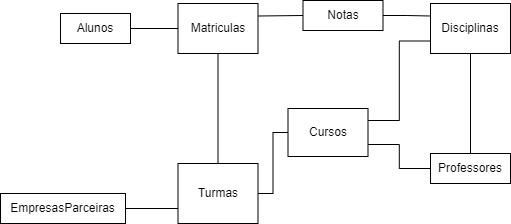 Alunos
Matriculas
Notas
Disciplinas
Cursos
Professores
Turmas
EmpresasParceiras